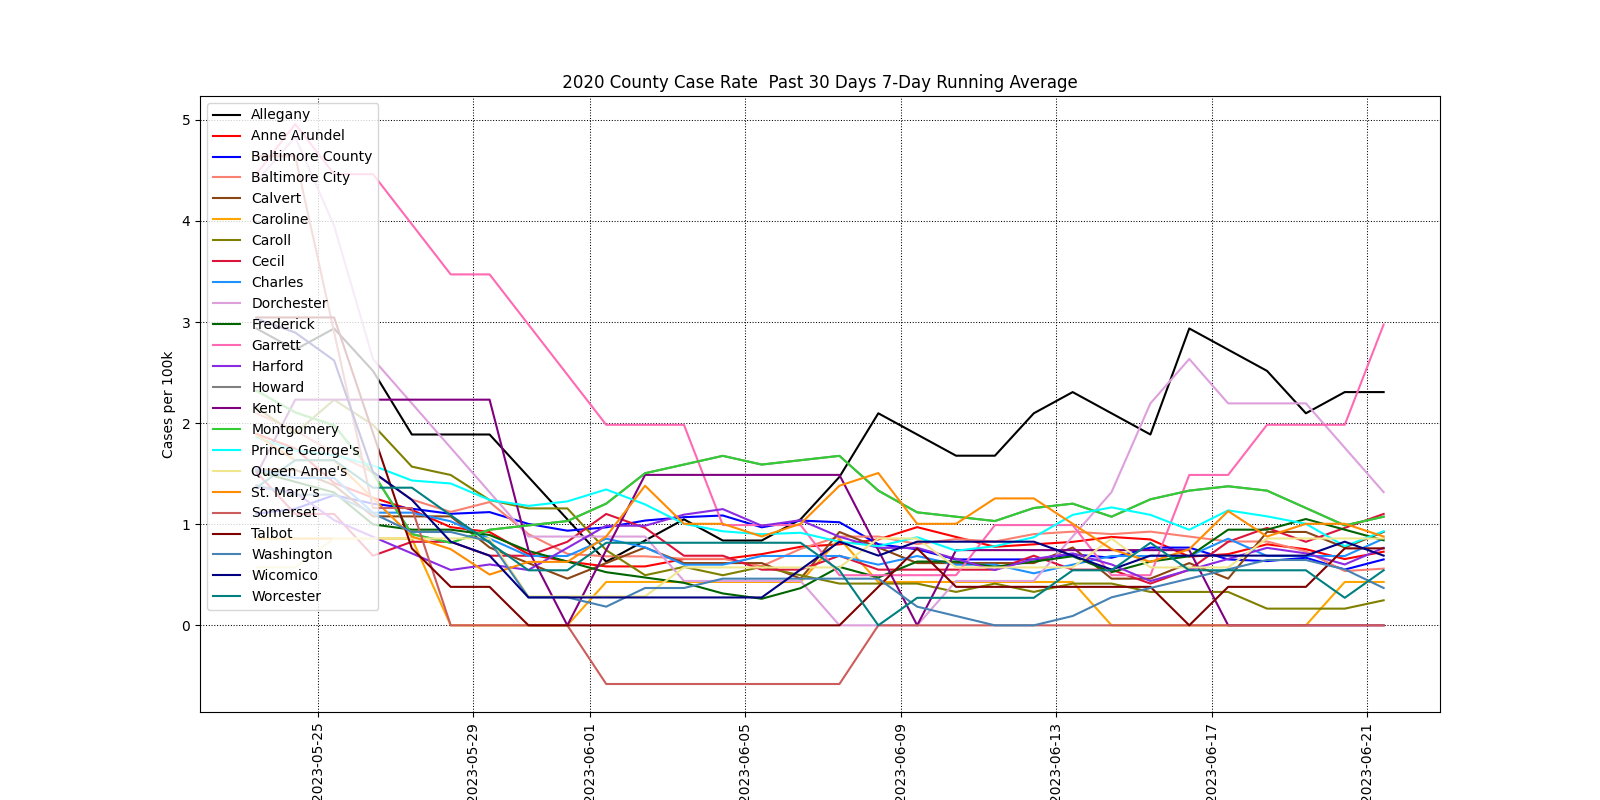 2020 County Case Rate  Past 30 Days 7-Day Running Average
Cases per 100k
5
4
3
2
1
0
Allegany
Anne Arundel
Baltimore County
Baltimore City
Calvert
Caroline
Caroll
Cecil
Charles
Dorchester
Frederick
Garrett
Harford
Howard
Kent
Montgomery
Prince George's
Queen Anne's
St. Mary's
Somerset
Talbot
Washington
Wicomico
Worcester
2023-05-25
2023-05-29
2023-06-01
2023-06-05
2023-06-09
2023-06-13
2023-06-17
2023-06-21